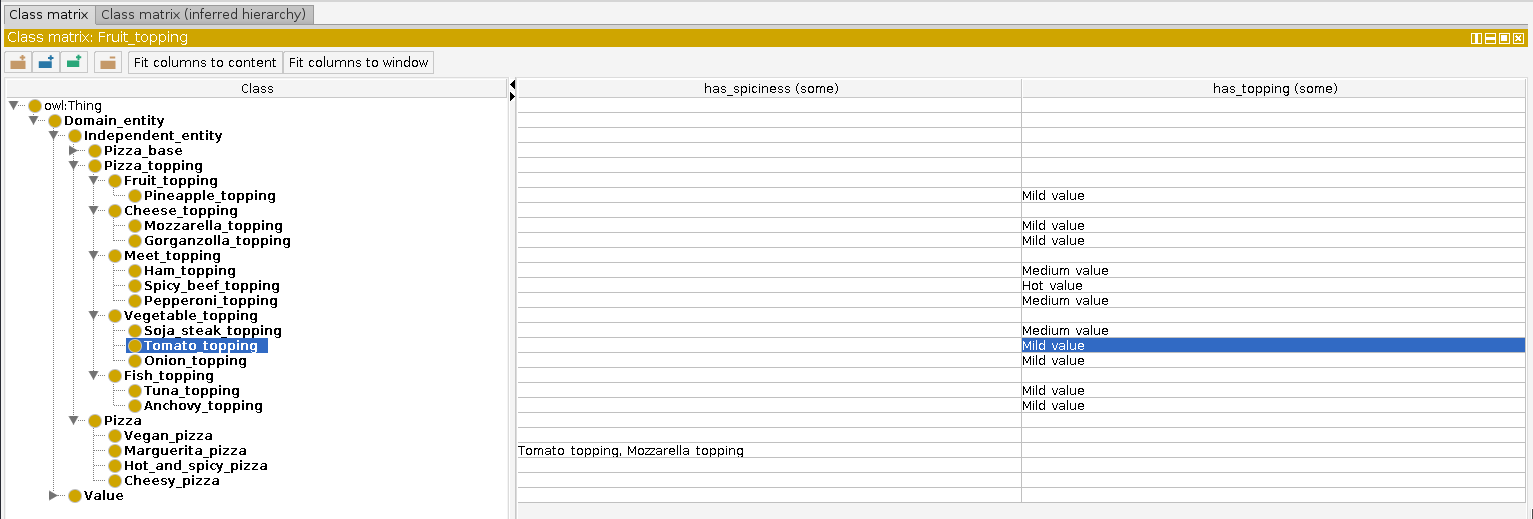 Class matrix Class matrix (inferred hierarchy)
Class matrix: Fruit_topping
Fit columns to content Fit columns to window
Class has_spiciness (some) has_topping (some)
owl:Thing
Domain_entity
Independent_entity
Pizza_base
Pizza_topping
Fruit_topping
Pineapple_topping Mild value
Cheese_topping
Mozzarella_topping Mild value
Gorganzolla_topping Mild value
Meet_topping
Ham_topping Medium value
Spicy_beef_topping Hot value
Pepperoni_topping Medium value
Vegetable_topping
Soja_steak_topping Medium value
Tomato_topping Mild value
Onion_topping Mild value
Fish_topping
Tuna_topping Mild value
Anchovy_topping Mild value
Pizza
Vegan_pizza
Marguerita_pizza Tomato topping, Mozzarella topping
Hot_and_spicy_pizza
Cheesy_pizza
Value